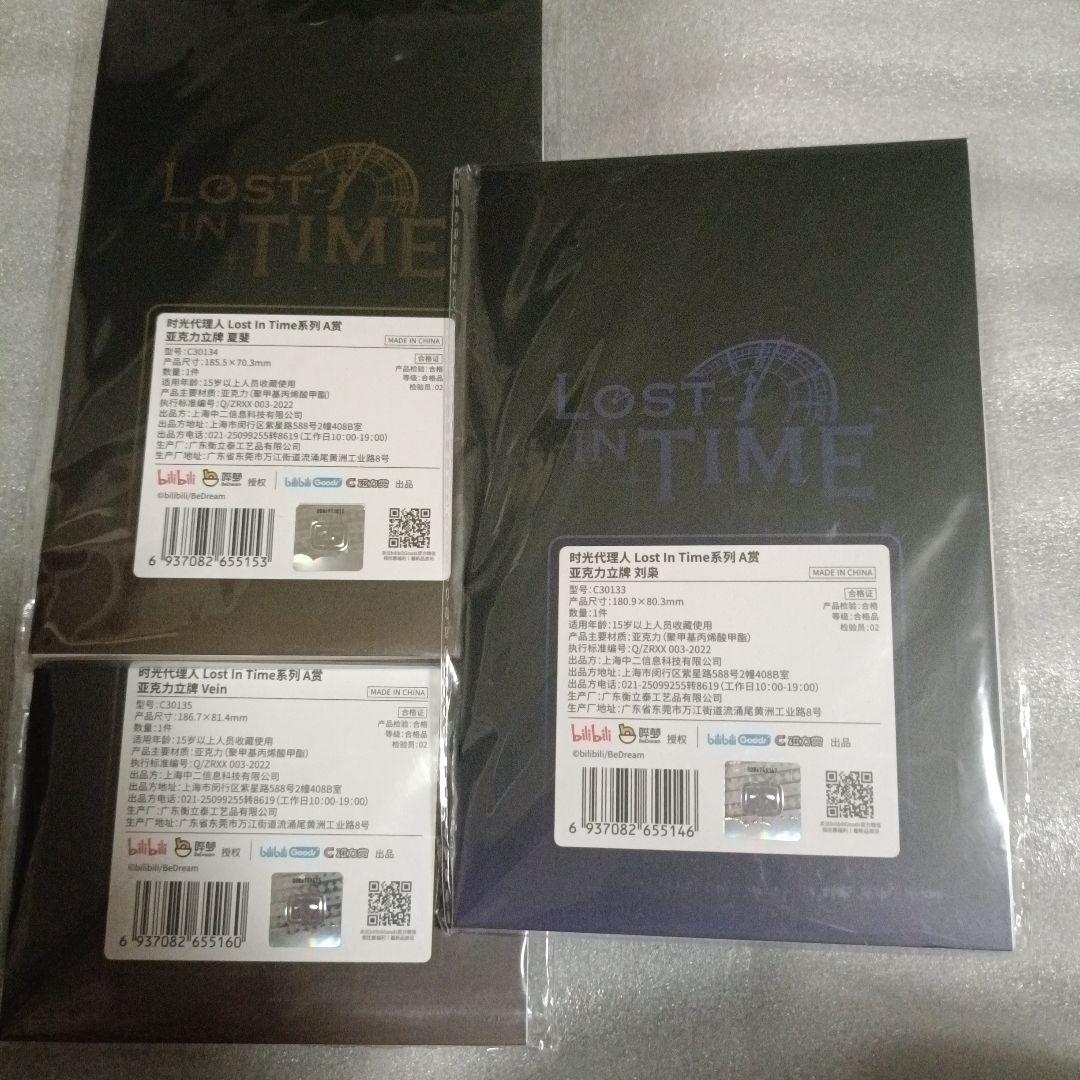 LOST
IN TIME
时光代理人 Lost In Time系列 A赏
亚克力立牌 夏斐
MADE IN CHINA
型号:C30134
合格证
产品尺寸:185.5×70.3mm
产品检验:合格
数量:1件
等级:合格品
适用年龄:15岁以上人员收藏使用
检验员:02
产品主要材质:亚克力(聚甲基丙烯酸甲酯)
执行标准编号:Q/ZRXX 003-2022
出品方:上海中二信息科技有限公司
出品方地址:上海市闵行区紫星路588号2幢408B室
出品方电话:021-25099255转8619(工作日10:00-19:00)
生产厂:广东衡立泰工艺品有限公司
生产厂地址:广东省东莞市万江街道流涌尾黄洲工业路8号
bilibili 哔梦 BeDream 授权 bilibili Goods 出品
©bilibili/BeDream
6 937082 655153
LOST
IN TIME
时光代理人 Lost In Time系列 A赏
亚克力立牌 刘枭
MADE IN CHINA
型号:C30133
合格证
产品尺寸:180.9×80.3mm
产品检验:合格
数量:1件
等级:合格品
适用年龄:15岁以上人员收藏使用
检验员:02
产品主要材质:亚克力(聚甲基丙烯酸甲酯)
执行标准编号:Q/ZRXX 003-2022
出品方:上海中二信息科技有限公司
出品方地址:上海市闵行区紫星路588号2幢408B室
出品方电话:021-25099255转8619(工作日10:00-19:00)
生产厂:广东衡立泰工艺品有限公司
生产厂地址:广东省东莞市万江街道流涌尾黄洲工业路8号
bilibili 哔梦 BeDream 授权 bilibili Goods 出品
©bilibili/BeDream
6 937082 655146
时光代理人 Lost In Time系列 A赏
亚克力立牌 Vein
MADE IN CHINA
型号:C30135
合格证
产品尺寸:186.7×81.4mm
产品检验:合格
数量:1件
等级:合格品
适用年龄:15岁以上人员收藏使用
检验员:02
产品主要材质:亚克力(聚甲基丙烯酸甲酯)
执行标准编号:Q/ZRXX 003-2022
出品方:上海中二信息科技有限公司
出品方地址:上海市闵行区紫星路588号2幢408B室
出品方电话:021-25099255转8619(工作日10:00-19:00)
生产厂:广东衡立泰工艺品有限公司
生产厂地址:广东省东莞市万江街道流涌尾黄洲工业路8号
bilibili 哔梦 BeDream 授权 bilibili Goods 出品
©bilibili/BeDream
6 937082 655160